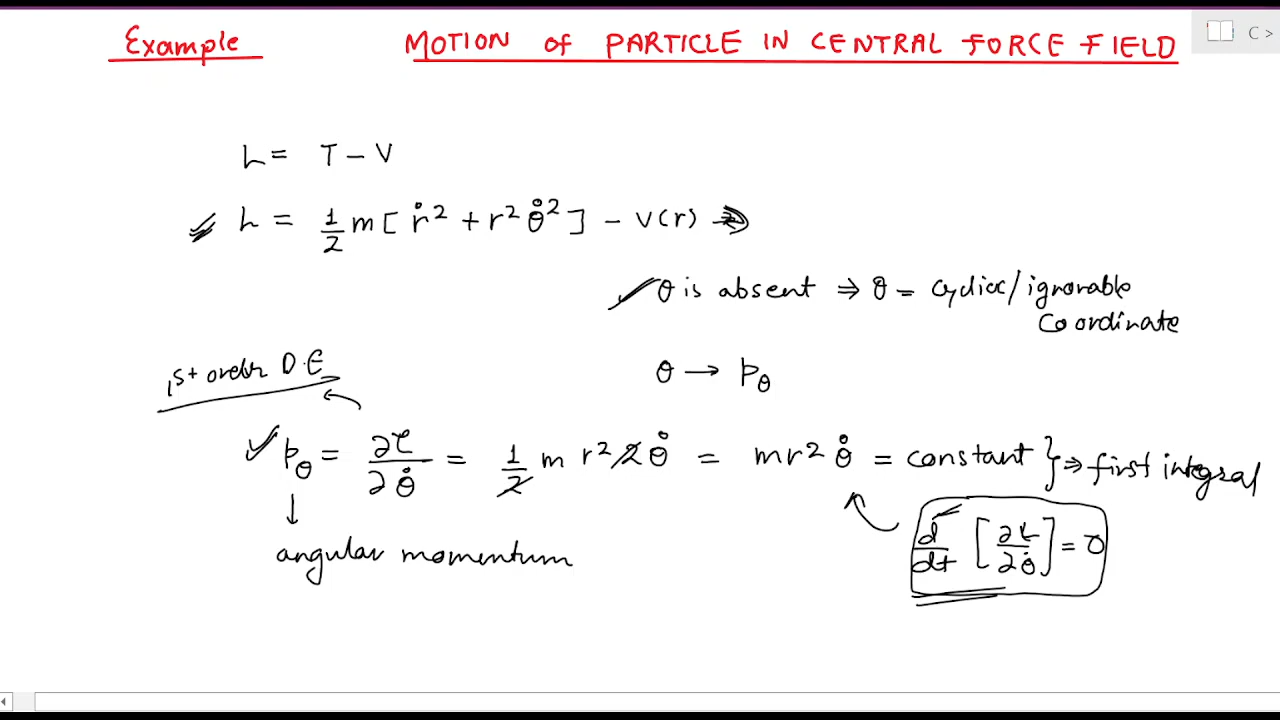 Example
MOTION of PARTICLE IN CENTRAL FORCE FIELD
C >
L = T - V
L = 1/2 m [ ṙ² + r² θ̇² ] - V(r) →
θ is absent ⇒ θ = cyclic/ignorable
Coordinate
θ → pθ
1st order D.E
pθ = ∂L/∂θ̇ = 1/2 m r² 2 θ̇ = mr² θ̇ = constant } ⇒ first integral
↓
angular momentum
d/dt [ ∂L/∂θ̇ ] = 0